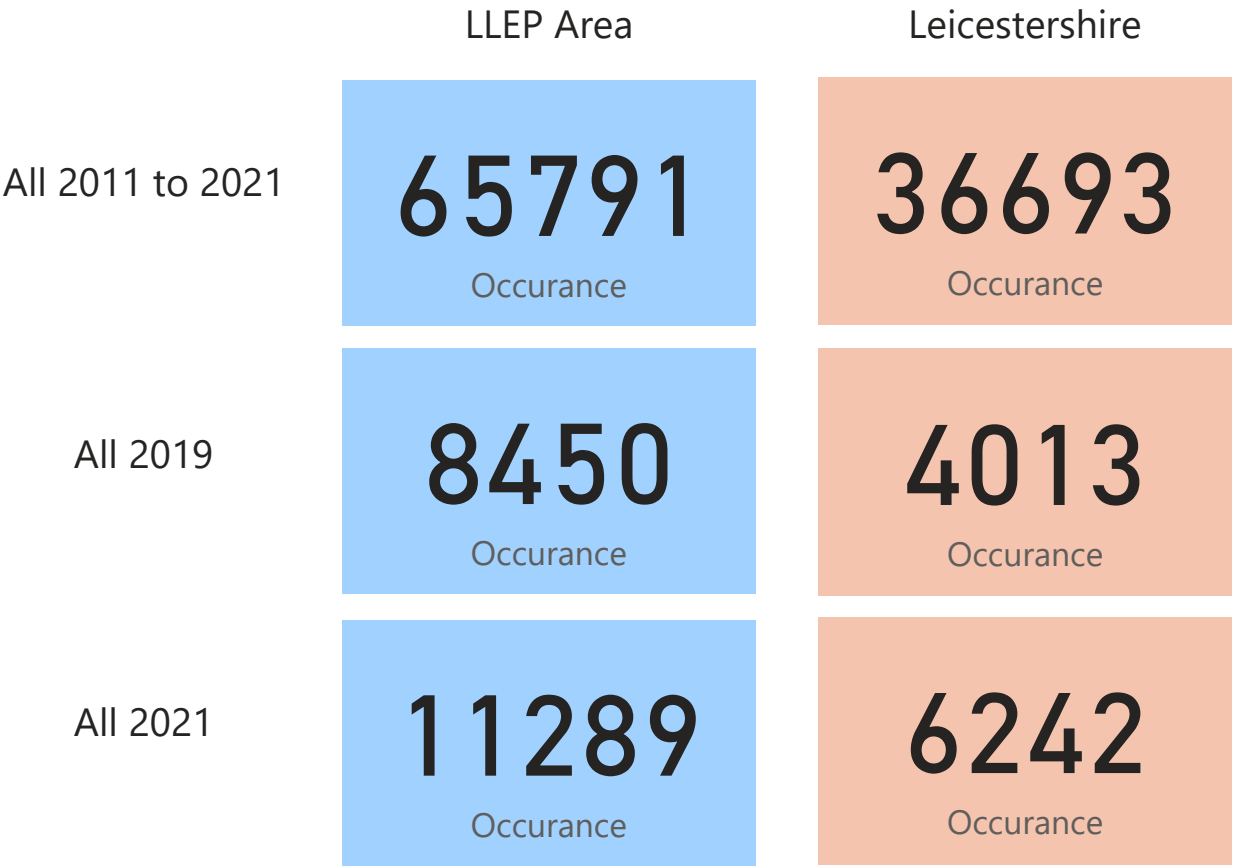 LLEP Area Leicestershire
All 2011 to 2021 65791 36693
Occurance Occurance
All 2019 8450 4013
Occurance Occurance
All 2021 11289 6242
Occurance Occurance